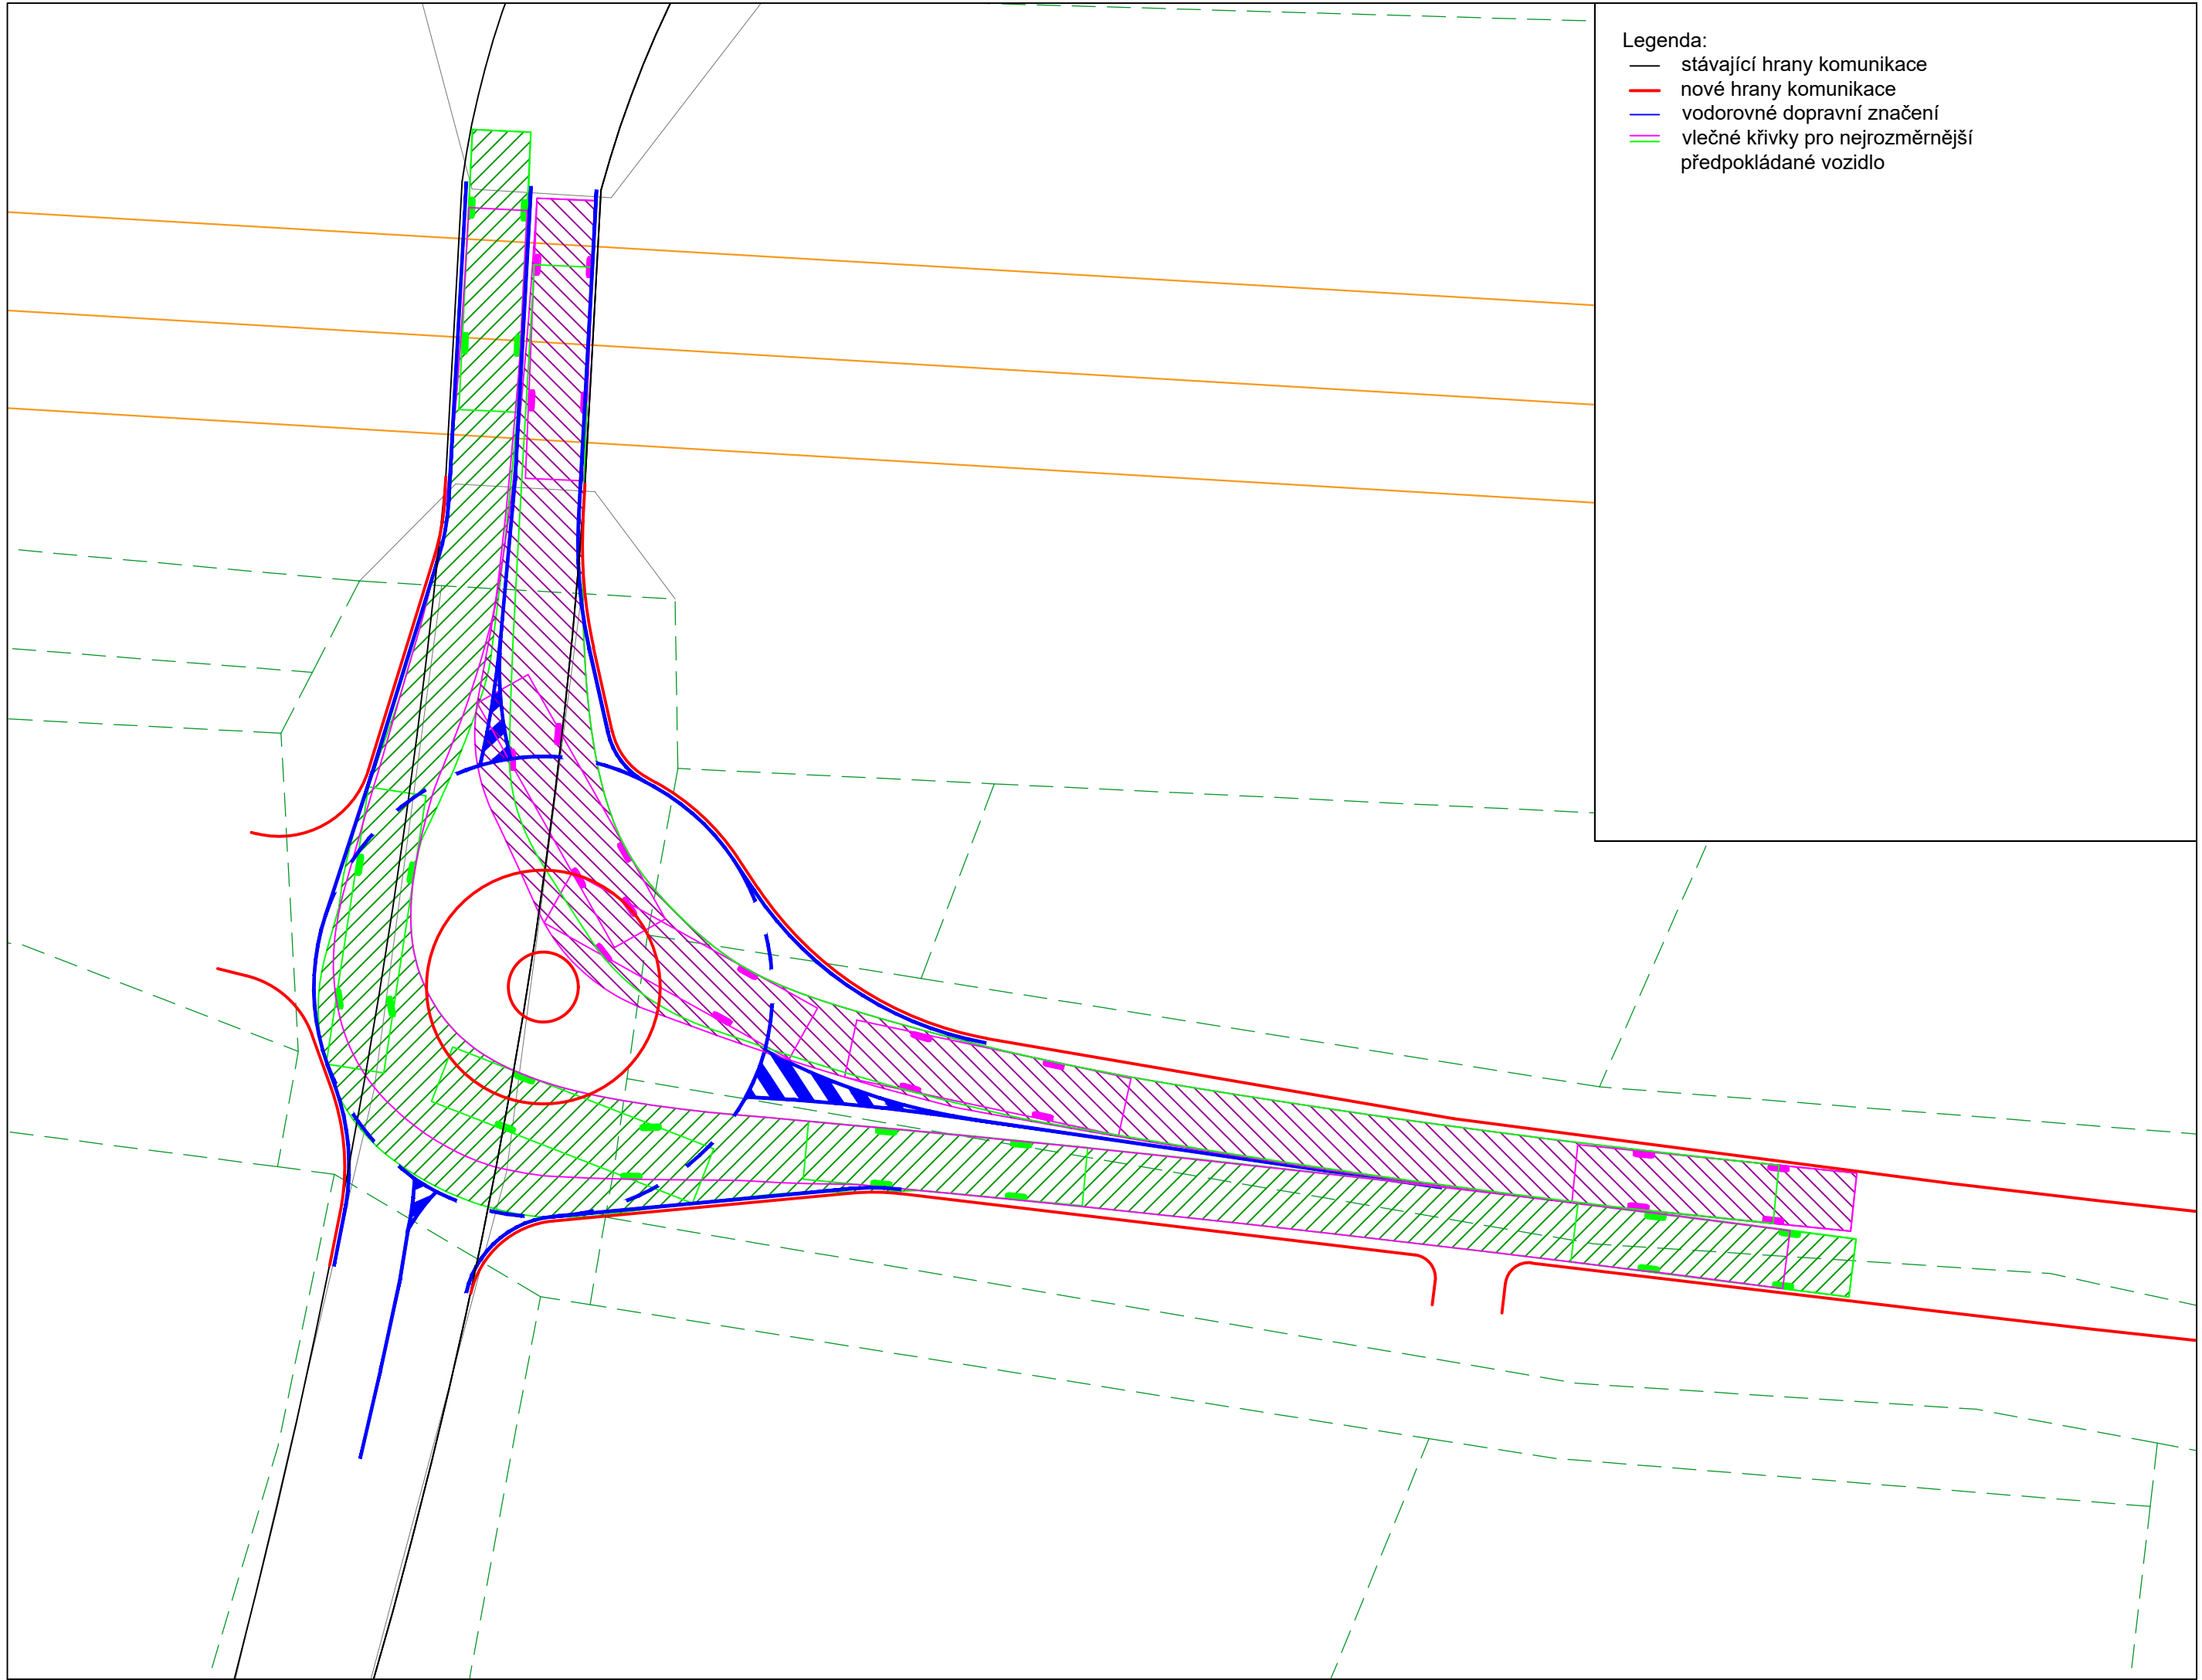 Legenda:
stávající hrany komunikace
nové hrany komunikace
vodorovné dopravní značení
vlečné křivky pro nejrozměrnější
předpokládané vozidlo